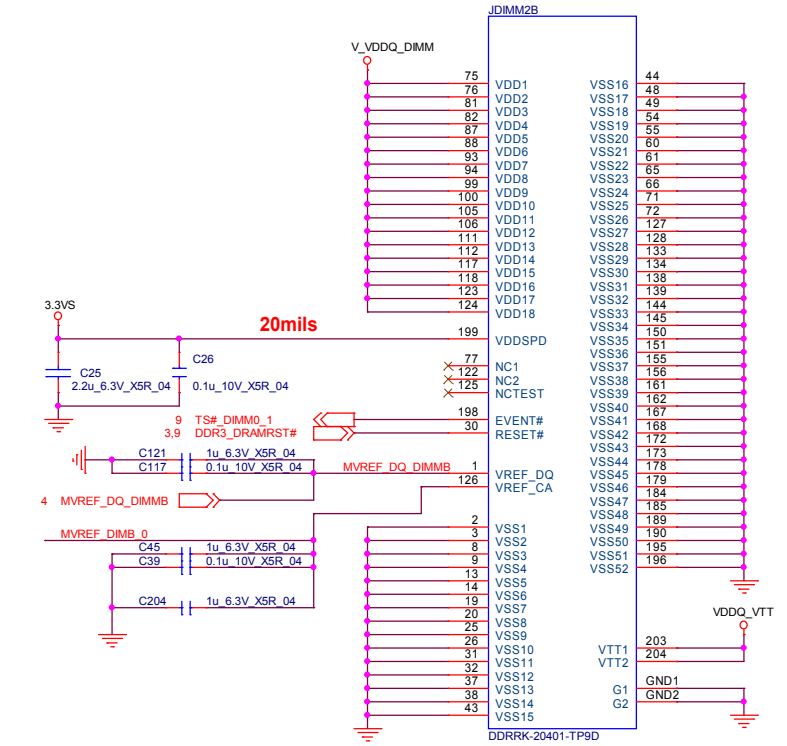 JDIMM2B
V_VDDQ_DIMM
75 VDD1 VSS16 44
76 VDD2 VSS17 48
81 VDD3 VSS18 49
82 VDD4 VSS19 54
87 VDD5 VSS20 55
88 VDD6 VSS21 60
93 VDD7 VSS22 61
94 VDD8 VSS23 65
99 VDD9 VSS24 66
100 VDD10 VSS25 71
105 VDD11 VSS26 72
106 VDD12 VSS27 127
111 VDD13 VSS28 128
112 VDD14 VSS29 133
117 VDD15 VSS30 134
118 VDD16 VSS31 138
123 VDD17 VSS32 139
124 VDD18 VSS33 144
VSS34 145
3.3VS
20mils
199 VDDSPD VSS35 150
VSS36 151
C25
2.2u_6.3V_X5R_04
C26
0.1u_10V_X5R_04
77 NC1 VSS37 155
122 NC2 VSS38 156
125 NCTEST VSS39 161
VSS40 162
9 TS#_DIMM0_1 198 EVENT# VSS41 167
3,9 DDR3_DRAMRST# 30 RESET# VSS42 168
VSS43 172
C121 1u_6.3V_X5R_04 VSS44 173
C117 0.1u_10V_X5R_04 MVREF_DQ_DIMMB 1 VREF_DQ VSS45 178
126 VREF_CA VSS46 179
4 MVREF_DQ_DIMMB VSS47 184
VSS48 185
MVREF_DIMB_0
2 VSS1 VSS49 189
3 VSS2 VSS50 190
C45 1u_6.3V_X5R_04 8 VSS3 VSS51 195
C39 0.1u_10V_X5R_04 9 VSS4 VSS52 196
13 VSS5
14 VSS6
C204 1u_6.3V_X5R_04 19 VSS7
20 VSS8
VDDQ_VTT
25 VSS9
26 VSS10 VTT1 203
31 VSS11 VTT2 204
32 VSS12
37 VSS13 G1 GND1
38 VSS14 G2 GND2
43 VSS15
DDRRK-20401-TP9D